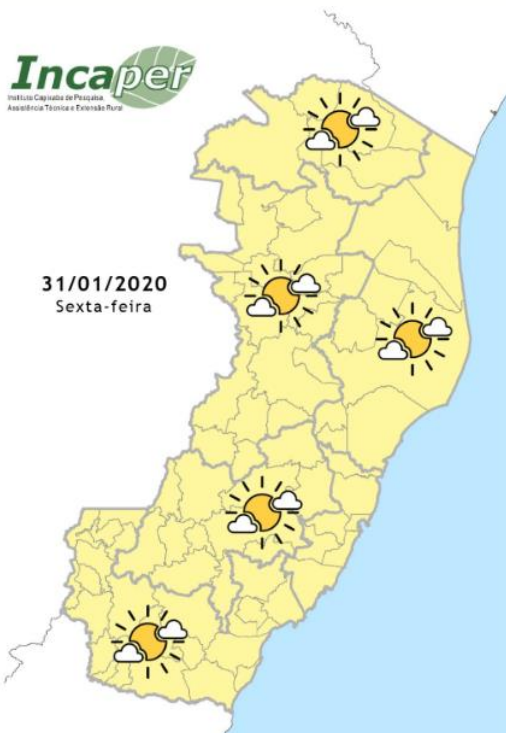 Incaper
Instituto Capixaba de Pesquisa,
Assistência Técnica e Extensão Rural
31/01/2020
Sexta-feira